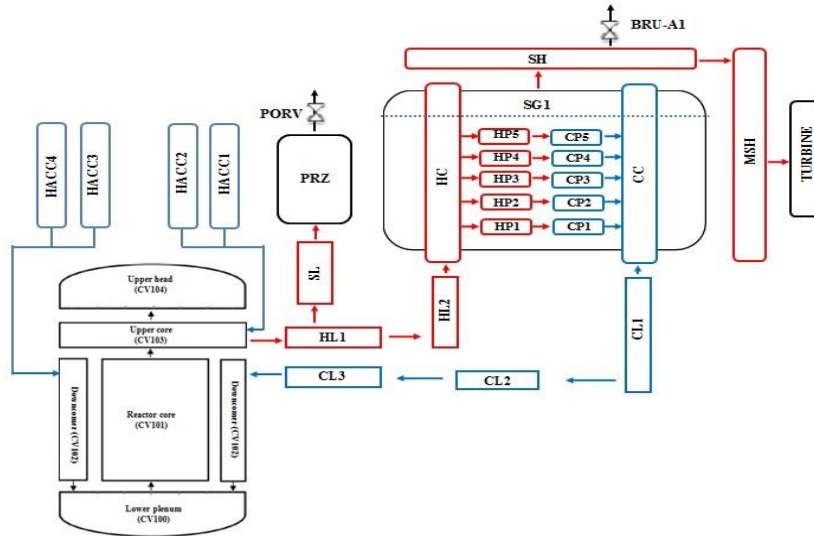 BRU-A1
SH
PORV
SG1
HACC4
HACC3
HACC2
HACC1
PRZ
HC
HP5
CP5
HP4
CP4
HP3
CP3
HP2
CP2
HP1
CP1
CC
MSH
TURBINE
SL
HL2
CL1
Upper head
(CV104)
Upper core
(CV103)
HL1
CL3
CL2
Downcomer (CV102)
Reactor core
(CV101)
Downcomer (CV102)
Lower plenum
(CV100)